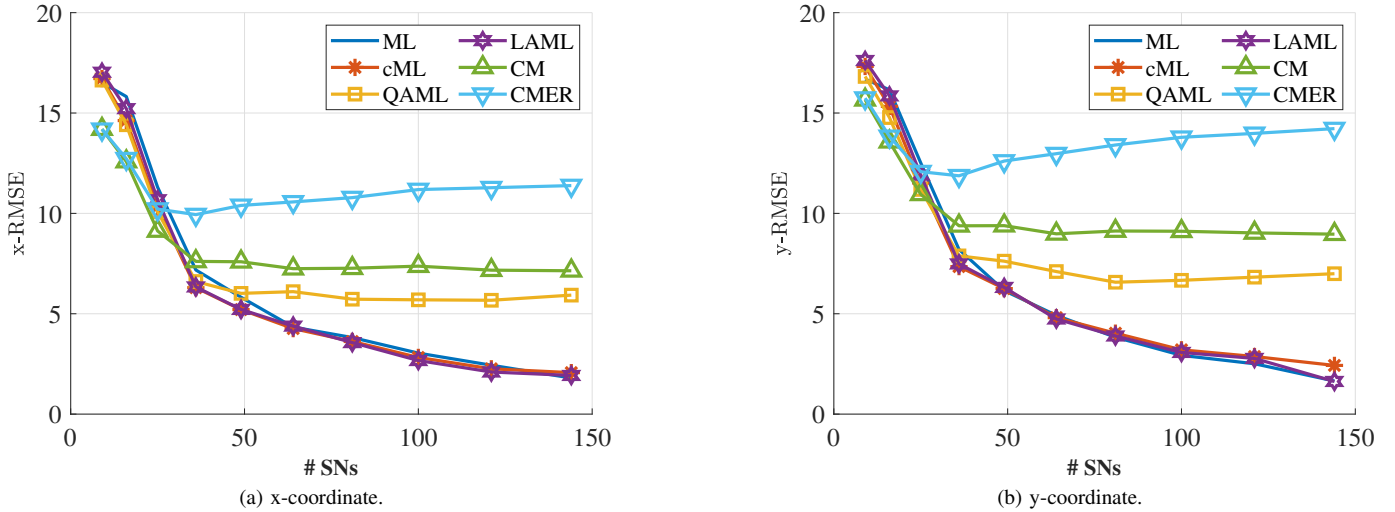 20
15
10
5
0
x-RMSE
ML
cML
QAML
LAML
CM
CMER
0
50
100
150
# SNs
(a) x-coordinate.
20
15
10
5
0
y-RMSE
ML
cML
QAML
LAML
CM
CMER
0
50
100
150
# SNs
(b) y-coordinate.